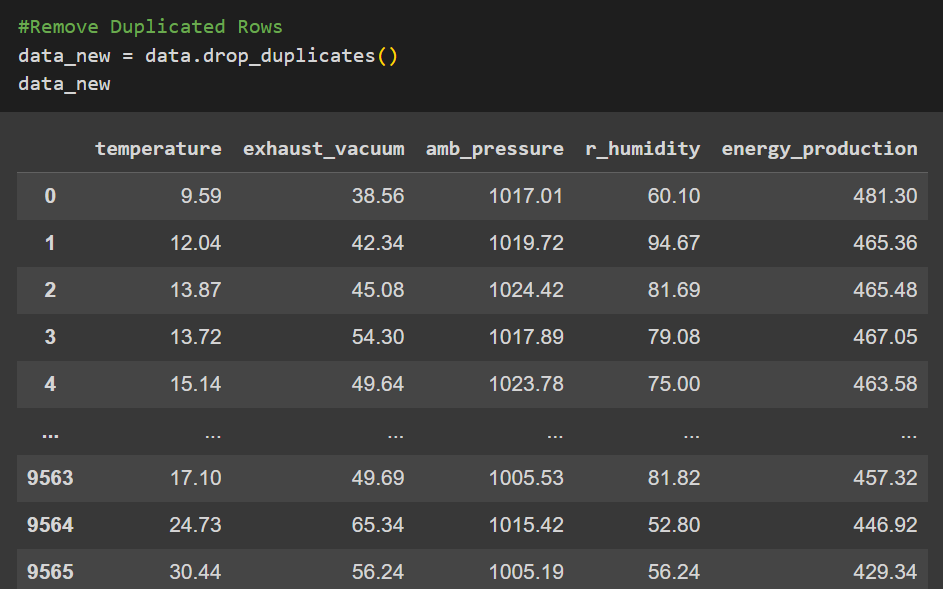 #Remove Duplicated Rows
data_new = data.drop_duplicates()
data_new
temperature exhaust_vacuum amb_pressure r_humidity energy_production
0 9.59 38.56 1017.01 60.10 481.30
1 12.04 42.34 1019.72 94.67 465.36
2 13.87 45.08 1024.42 81.69 465.48
3 13.72 54.30 1017.89 79.08 467.05
4 15.14 49.64 1023.78 75.00 463.58
... ... ... ... ... ...
9563 17.10 49.69 1005.53 81.82 457.32
9564 24.73 65.34 1015.42 52.80 446.92
9565 30.44 56.24 1005.19 56.24 429.34